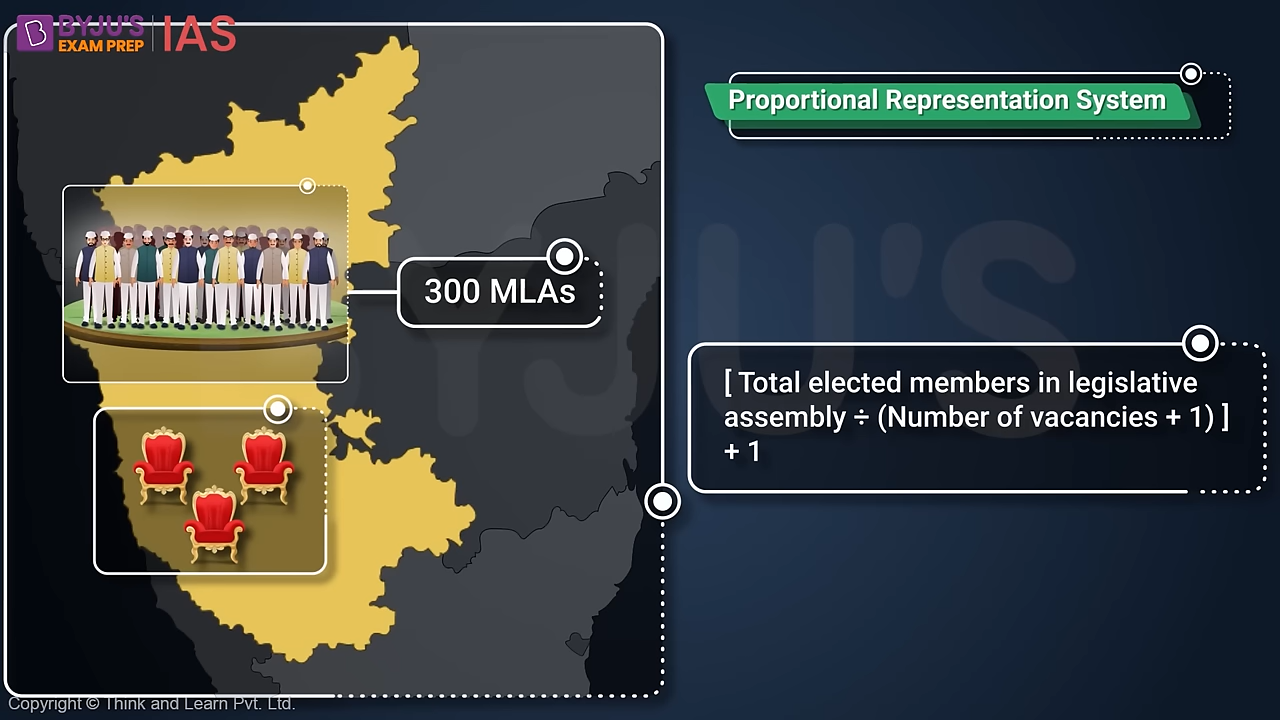 BYJU'S
EXAM PREP
IAS
Proportional Representation System
300 MLAs
[ Total elected members in legislative
assembly ÷ (Number of vacancies + 1) ]
+ 1
BYJU'S
Copyright © Think and Learn Pvt. Ltd.